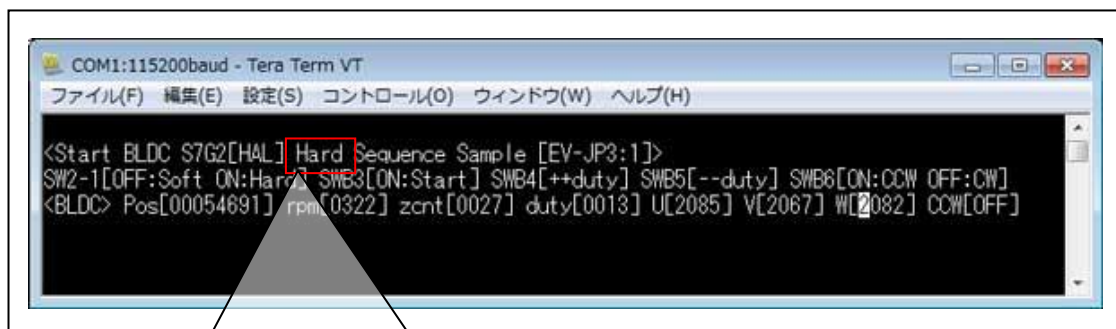 COM1:115200baud - Tera Term VT
ファイル(F) 編集(E) 設定(S) コントロール(O) ウィンドウ(W) ヘルプ(H)
<Start BLDC S7G2[HAL] Hard Sequence Sample [EV-JP3:1]>
SW2-1[OFF:Soft ON:Hard] SWB3[ON:Start] SWB4[++duty] SWB5[--duty] SWB6[ON:CCW OFF:CW]
<BLDC> Pos[00054691] rpm[0322] zcnt[0027] duty[0013] U[2085] V[2067] W[2082] CCW[OFF]